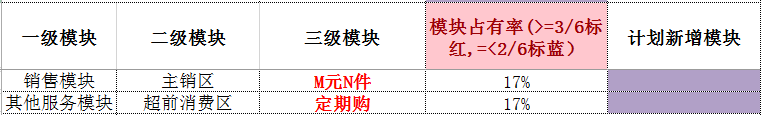 一级模块 二级模块 三级模块 模块占有率(>=3/6标红,=<2/6标蓝） 计划新增模块
销售模块 主销区 M元N件 17%
其他服务模块 超前消费区 定期购 17%